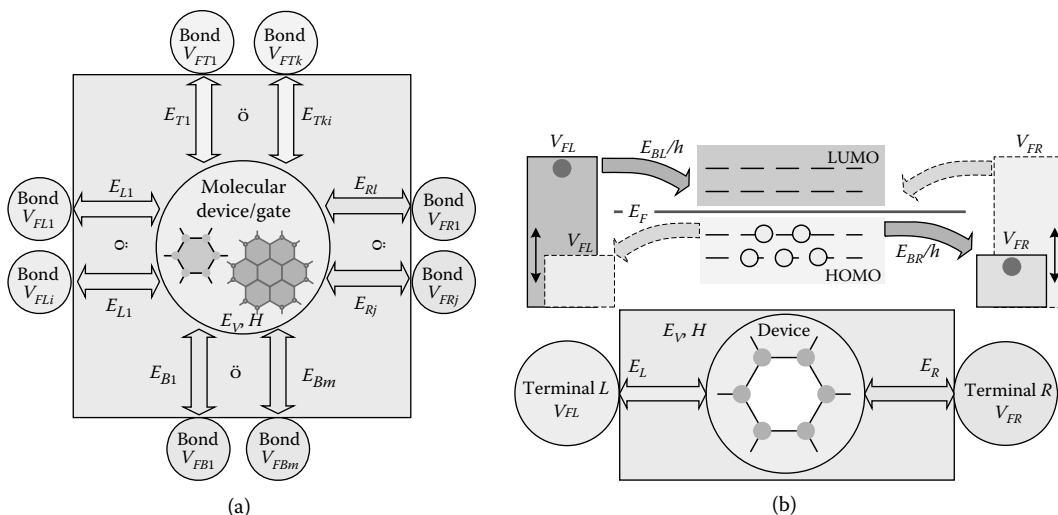 Bond
V_FT1
Bond
V_FTk
E_T1
ö
E_Tki
Bond
V_FL1
E_L1
Molecular
device/gate
E_Rl
Bond
V_FR1
ö
ö
Bond
V_FLi
E_L1
E_V, H
E_Rj
Bond
V_FRj
E_B1
ö
E_Bm
Bond
V_FB1
Bond
V_FBm
(a)
V_FL
E_BL/h
LUMO
V_FR
E_F
V_FL
HOMO
E_BR/h
V_FR
E_V, H
Device
Terminal L
V_FL
E_L
E_R
Terminal R
V_FR
(b)